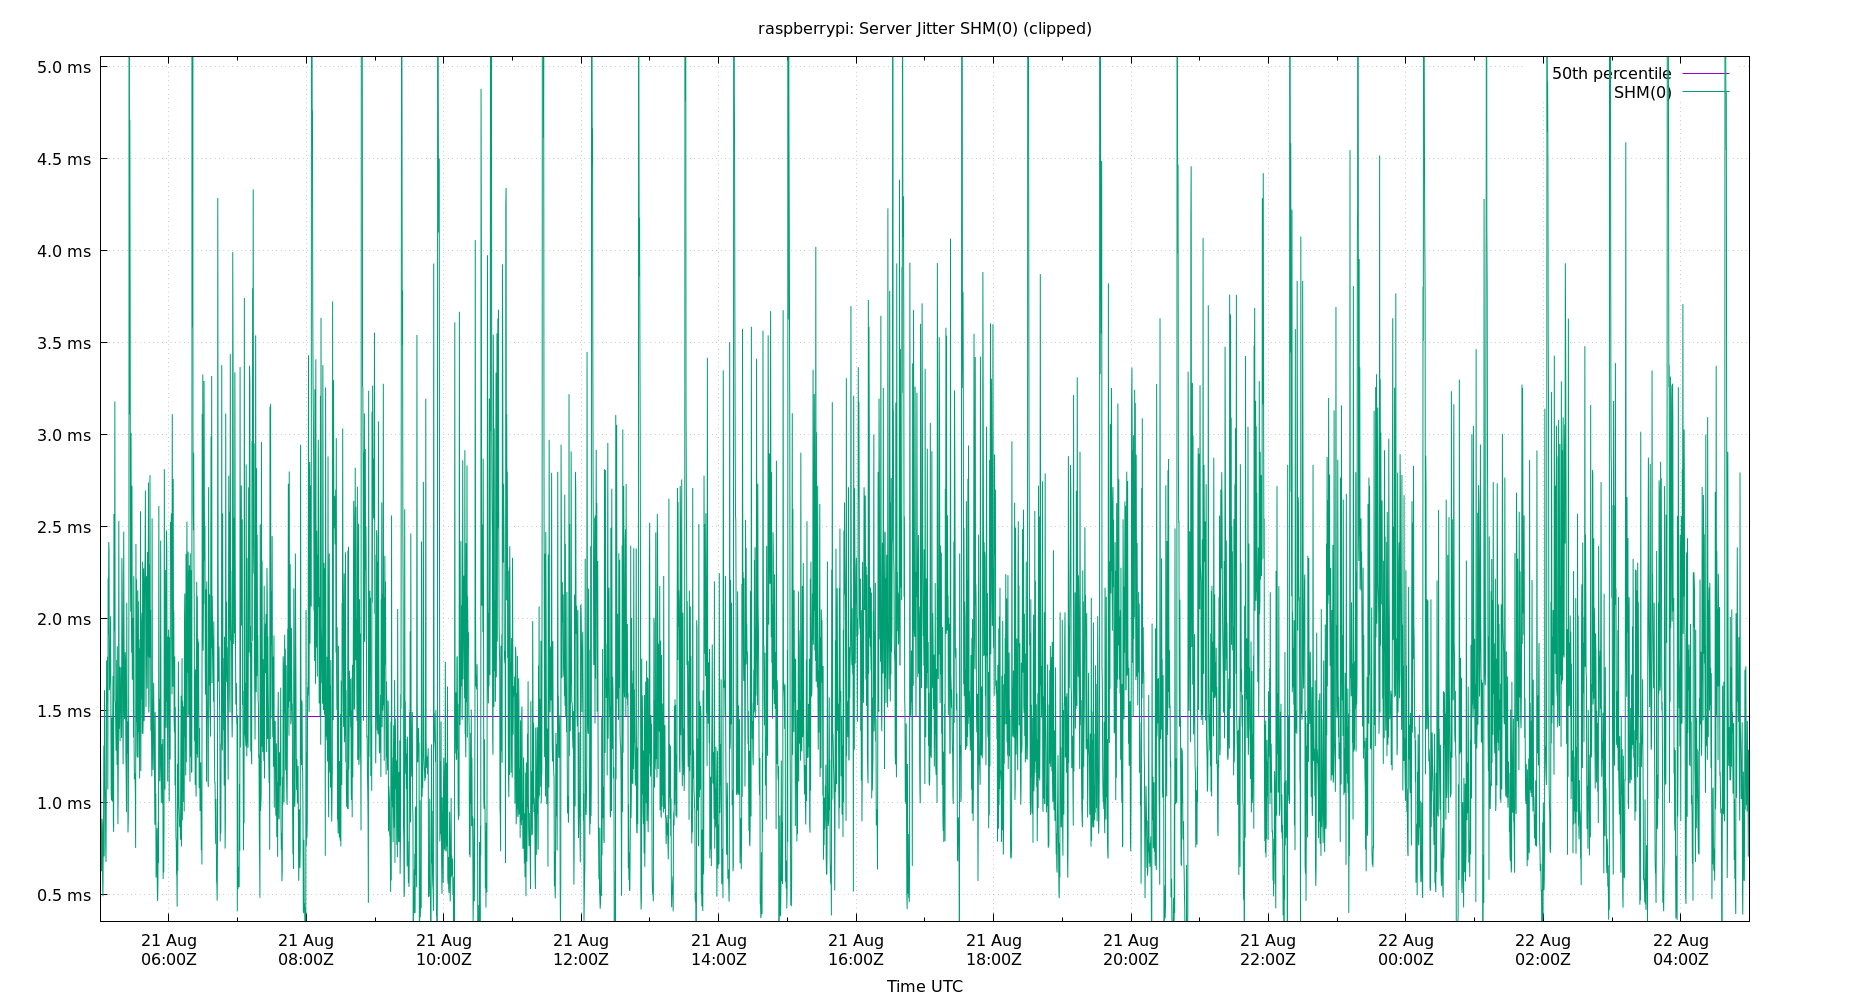 raspberrypi: Server Jitter SHM(0) (clipped)
5.0 ms
50th percentile
SHM(0)
4.5 ms
4.0 ms
3.5 ms
3.0 ms
2.5 ms
2.0 ms
1.5 ms
1.0 ms
0.5 ms
21 Aug 21 Aug 21 Aug 21 Aug 21 Aug 21 Aug 21 Aug 21 Aug 21 Aug 22 Aug 22 Aug 22 Aug
06:00Z 08:00Z 10:00Z 12:00Z 14:00Z 16:00Z 18:00Z 20:00Z 22:00Z 00:00Z 02:00Z 04:00Z
Time UTC